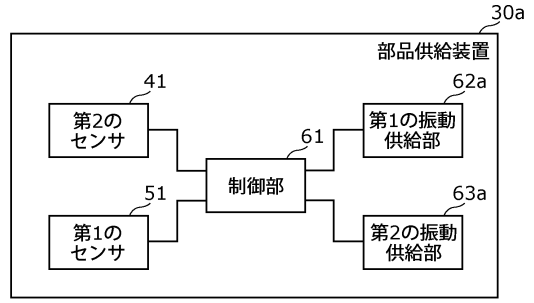 30a
部品供給装置
41
第2の
センサ
62a
第1の振動
供給部
61
制御部
51
第1の
センサ
63a
第2の振動
供給部